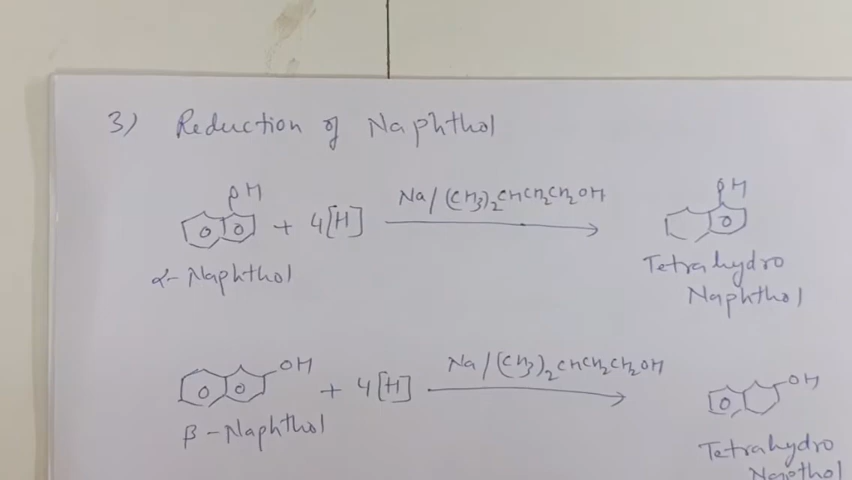 3) Reduction of Naphthol
OH
+ 4[H] Na/(CH3)2CHCH2CH2OH OH
α-Naphthol Tetrahydro
Naphthol
OH + 4[H] Na/(CH3)2CHCH2CH2OH OH
β-Naphthol Tetrahydro